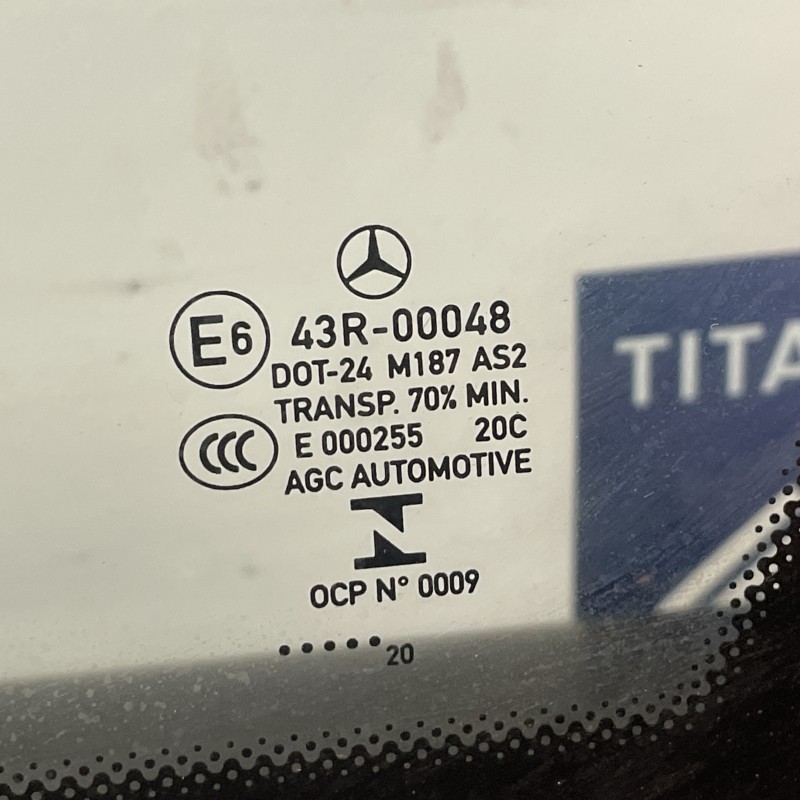 E6 43R-00048
DOT-24 M187 AS2
TRANSP. 70% MIN.
CCC E 000255 20C
AGC AUTOMOTIVE
OCP N° 0009
..... 20
TITA